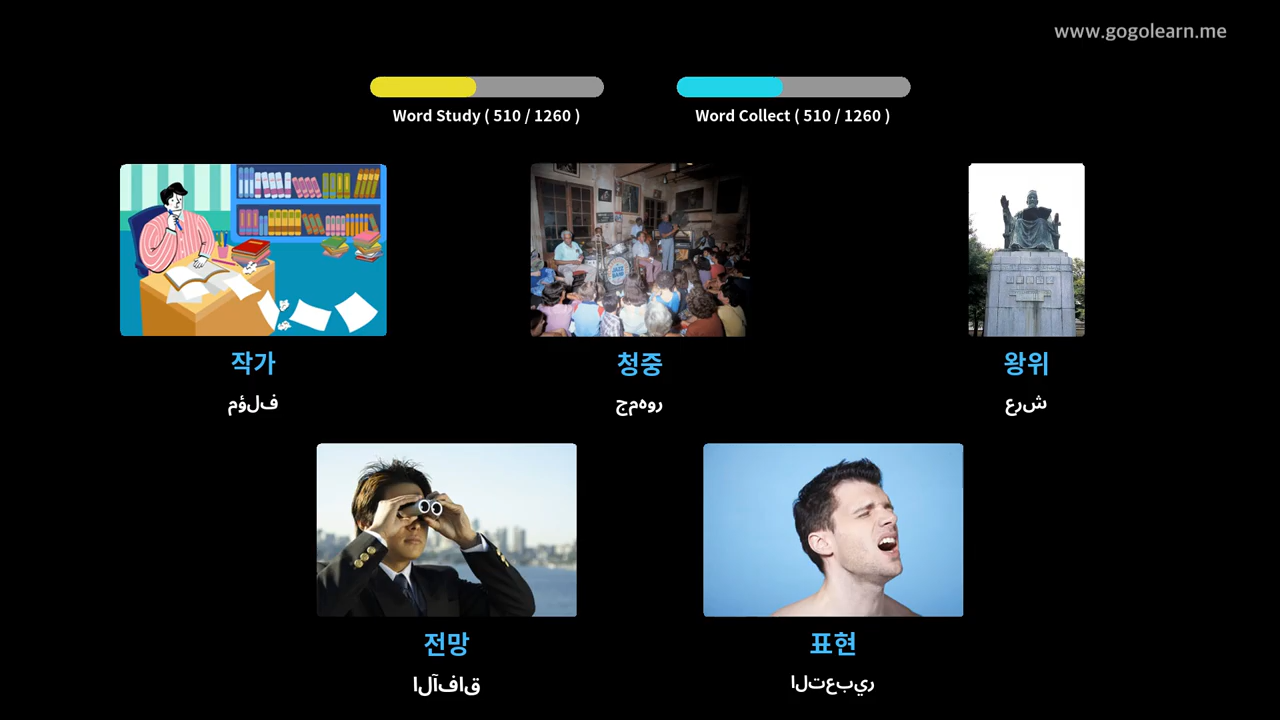 www.gogolearn.me
Word Study ( 510 / 1260 )
Word Collect ( 510 / 1260 )
작가
مؤلف
청중
جمهور
왕위
عرش
전망
الآفاق
표현
التعبير